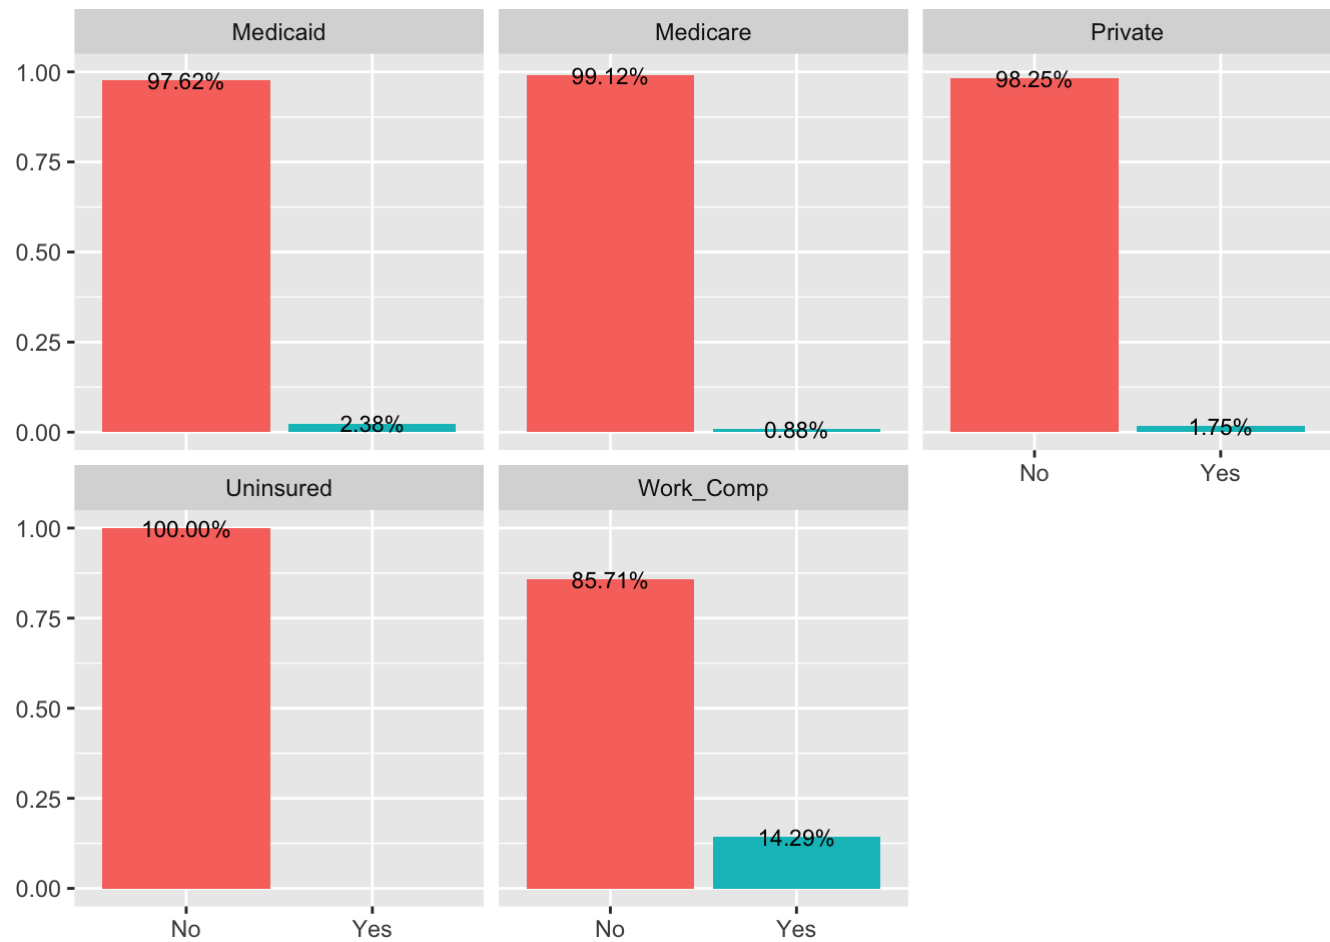 Medicaid Medicare Private
1.00
97.62% 99.12% 98.25%
0.75
0.50
0.25
0.00
2.38% 0.88% 1.75%
No Yes
Uninsured Work_Comp
1.00
100.00% 85.71%
0.75
0.50
0.25
14.29%
0.00
No Yes No Yes